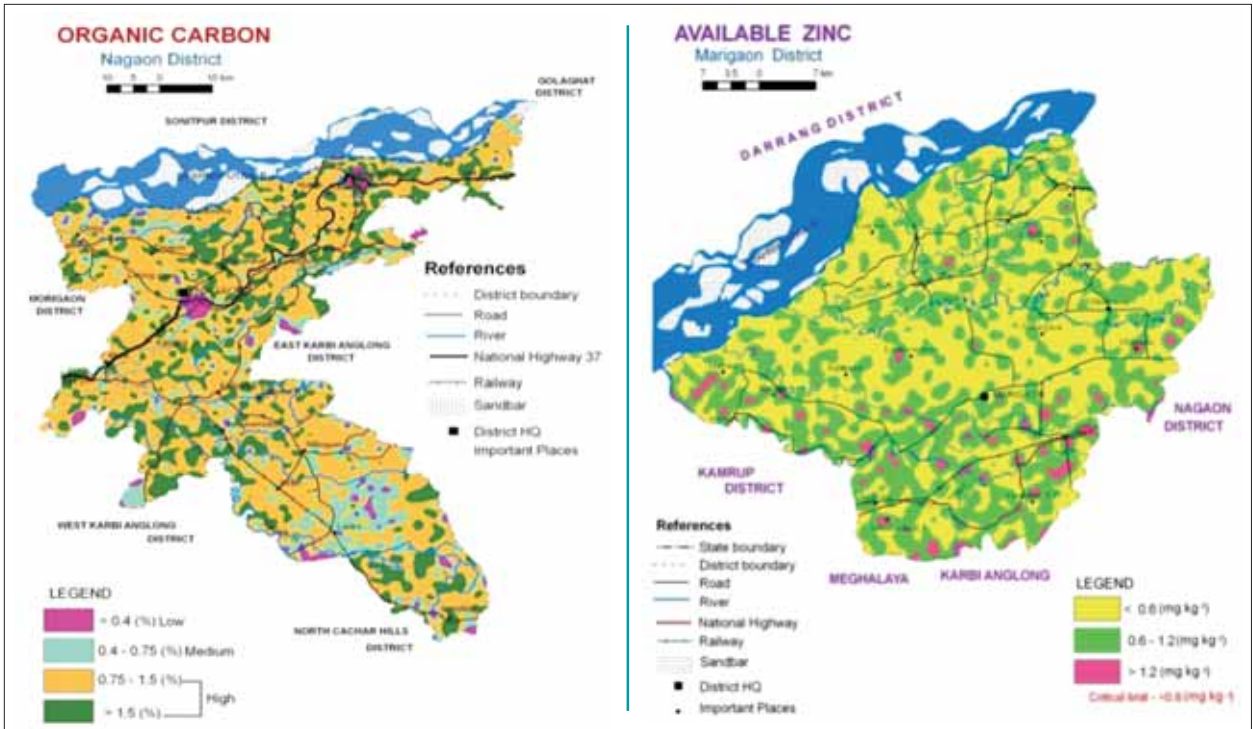 ORGANIC CARBON
Nagaon District
10 5 0 10 km
GOLAGHAT
DISTRICT
SONITPUR DISTRICT
References
District boundary
Road
River
National Highway 37
Railway
Sandbar
District HQ
Important Places
MORIGAON
DISTRICT
EAST KARBI ANGLONG
DISTRICT
WEST KARBI ANGLONG
DISTRICT
NORTH CACHAR HILLS
DISTRICT
LEGEND
< 0.4 (%) Low
0.4 - 0.75 (%) Medium
0.75 - 1.5 (%)
High
> 1.5 (%)
AVAILABLE ZINC
Marigaon District
7 3.5 0 7 km
DARRANG DISTRICT
NAGAON
DISTRICT
KAMRUP
DISTRICT
MEGHALAYA
KARBI ANGLONG
References
State boundary
District boundary
Road
River
National Highway
Railway
Sandbar
District HQ
Important Places
LEGEND
< 0.6 (mg kg⁻¹)
0.6 - 1.2 (mg kg⁻¹)
> 1.2 (mg kg⁻¹)
Critical limit - <0.6 (mg kg⁻¹)